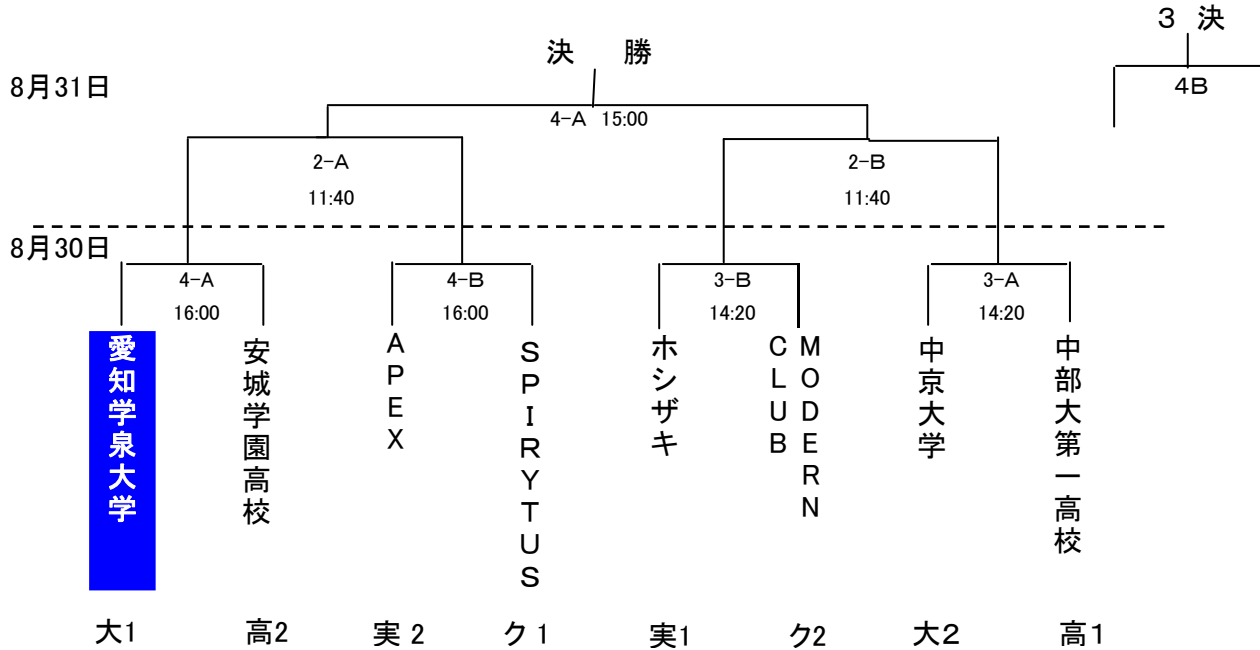 3 決
決 勝
8月31日
4B
4-A 15:00
2-A
2-B
11:40
11:40
8月30日
4-A
4-B
3-B
3-A
16:00
16:00
14:20
14:20
愛知学泉大学
安城学園高校
APEX
SPIRYTUS
ホシザキ
MODERN
CLUB
中京大学
中部大第一高校
大1
高2
実2
ク1
実1
ク2
大2
高1